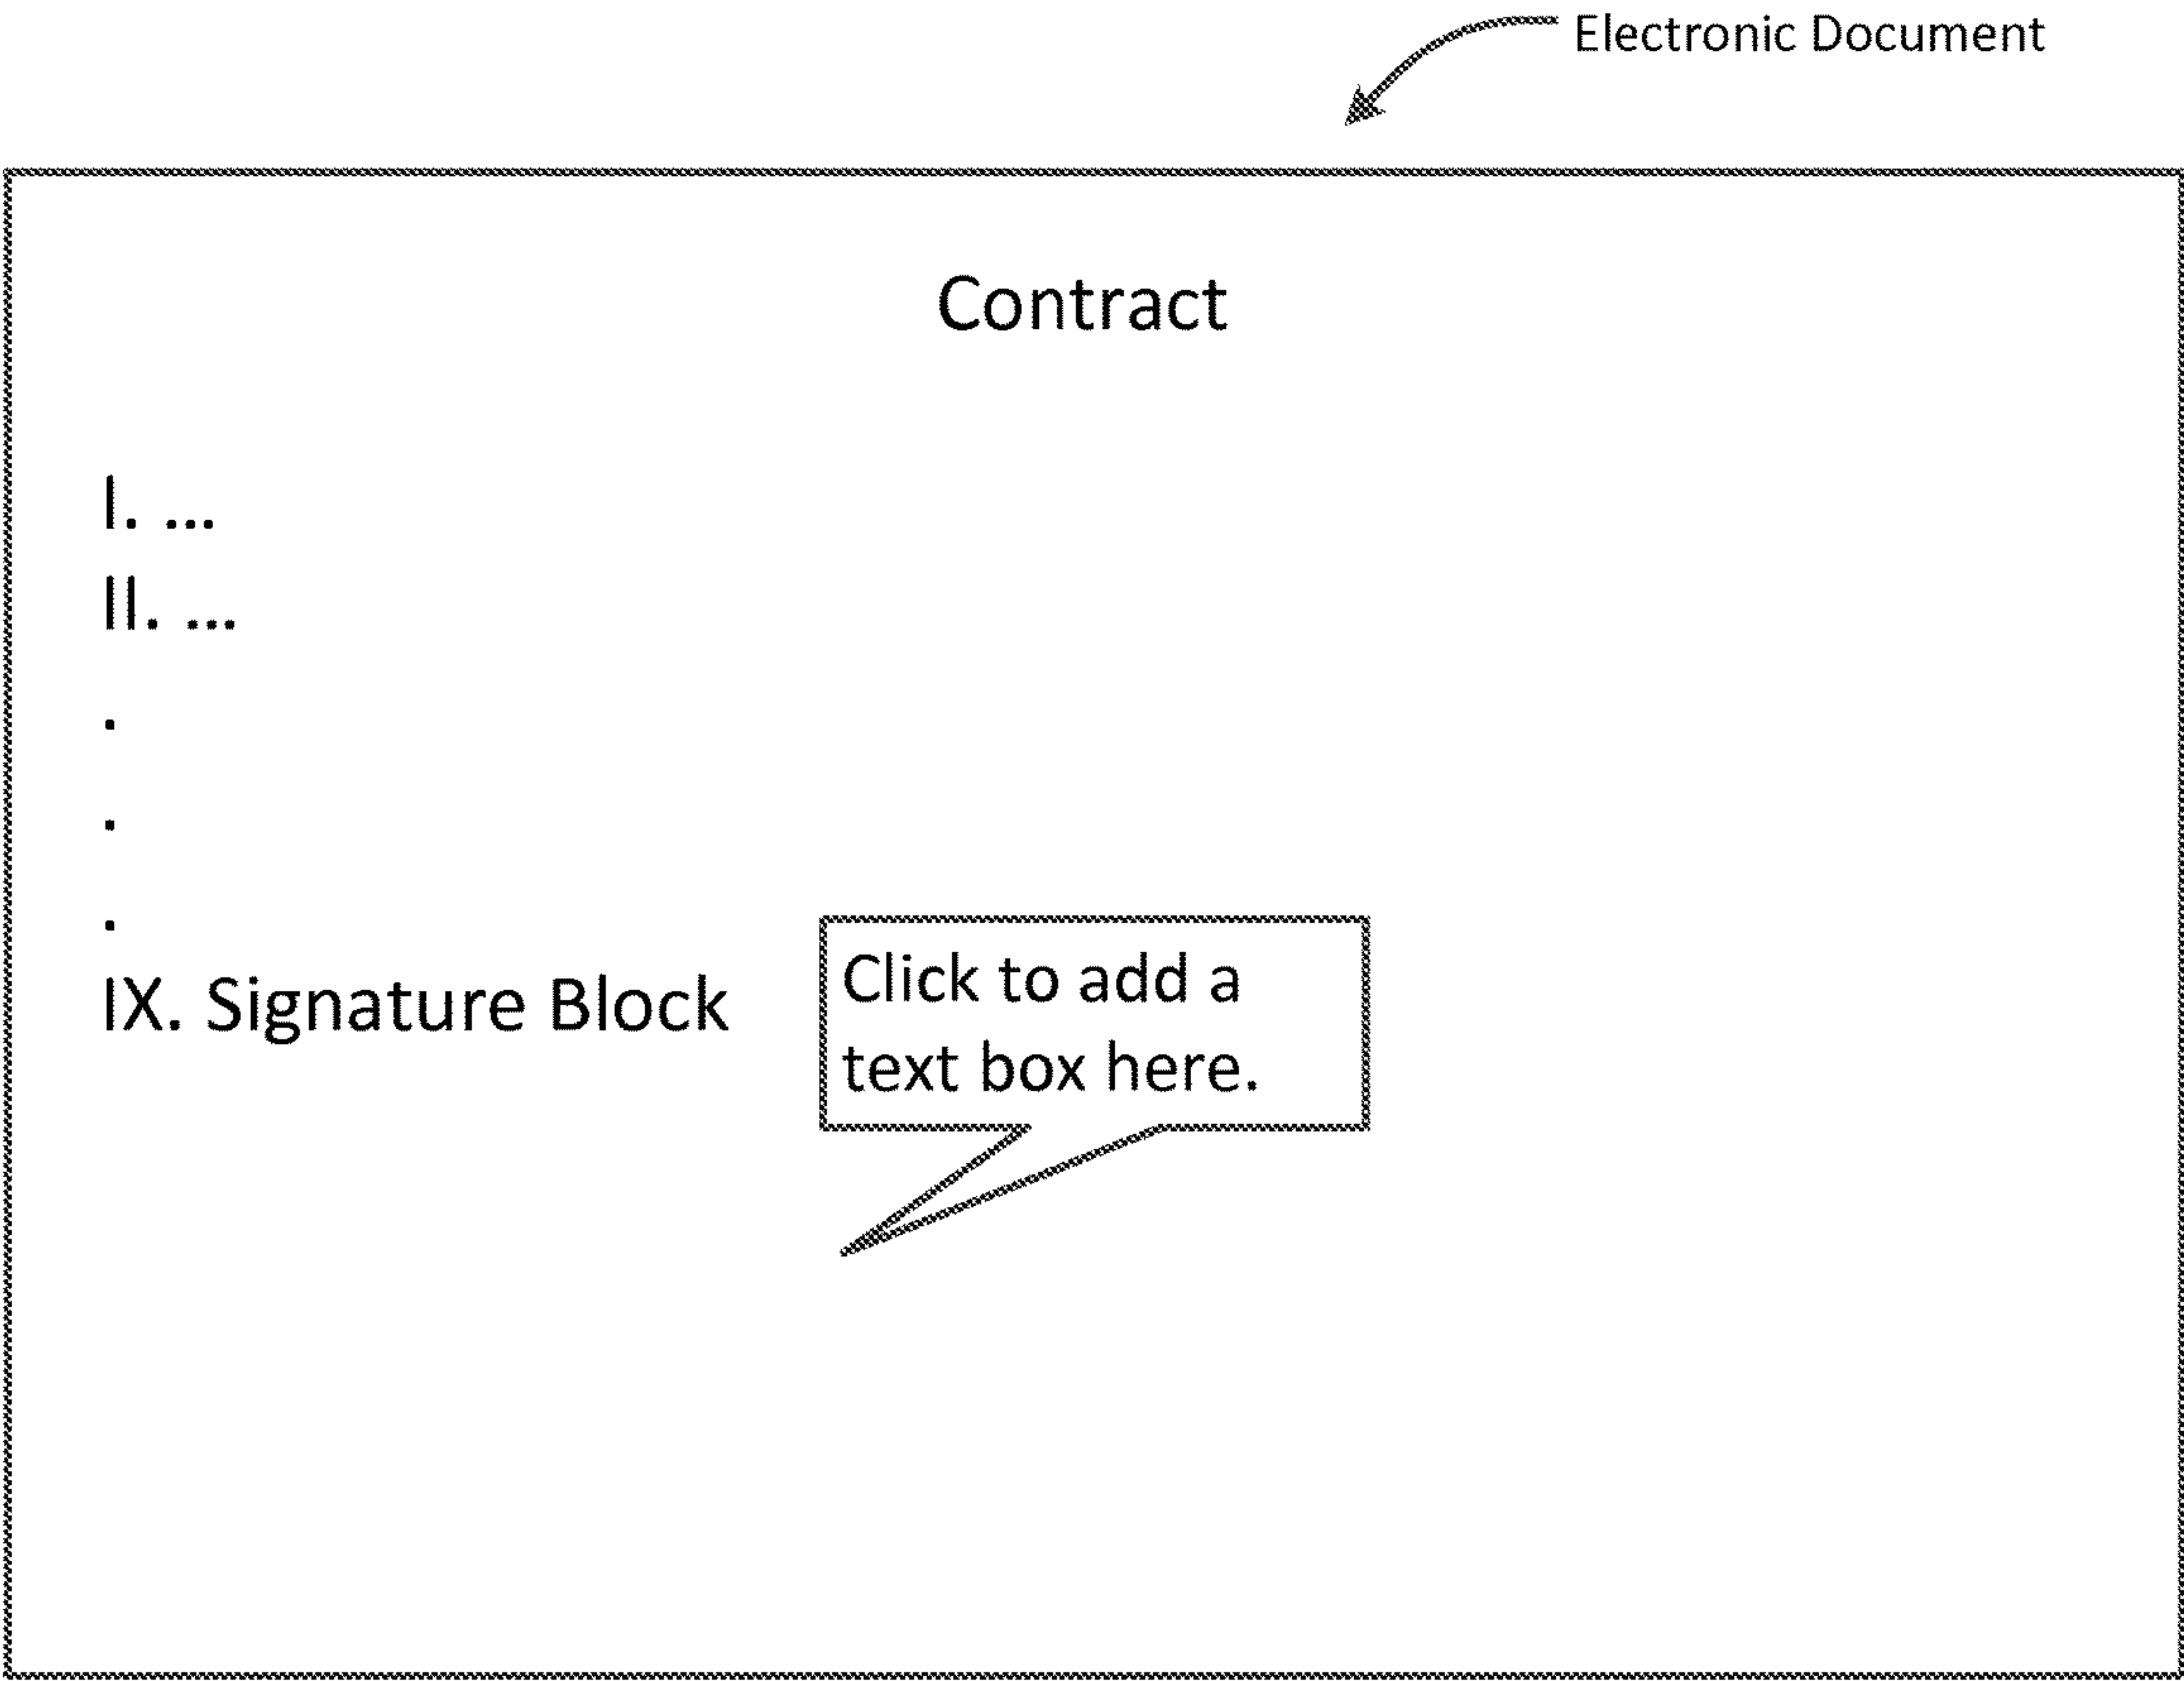 Electronic Document
Contract
I. ...
II. ...
.
.
.
IX. Signature Block
Click to add a
text box here.